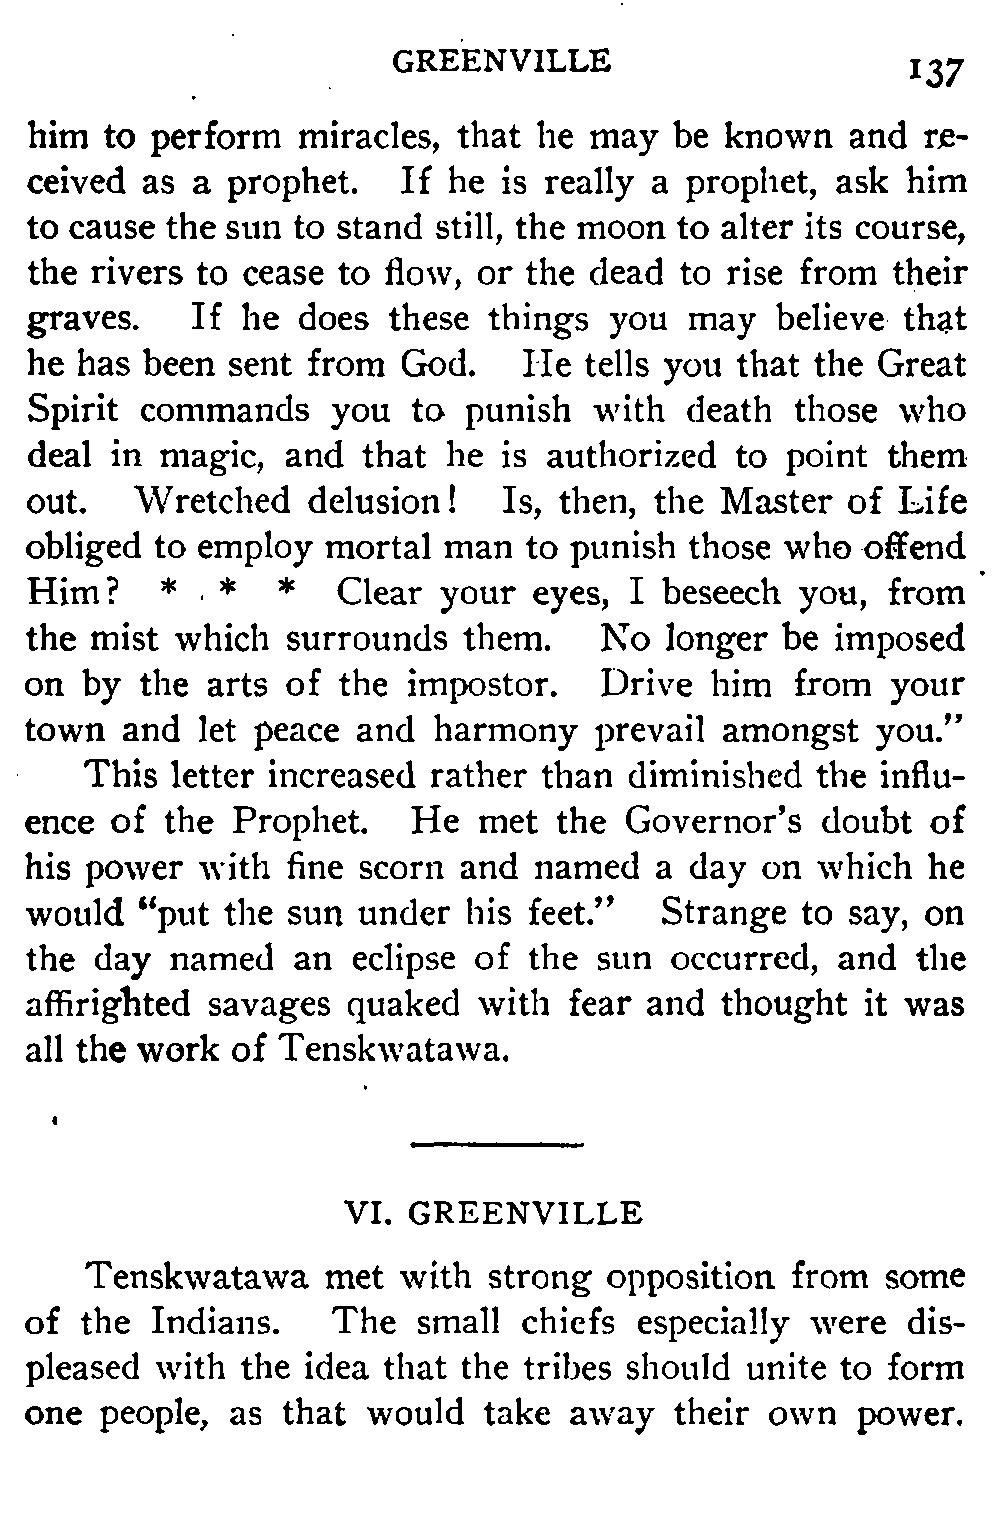 GREENVILLE 137
him to perform miracles, that he may be known and re-
ceived as a prophet. If he is really a prophet, ask him
to cause the sun to stand still, the moon to alter its course,
the rivers to cease to flow, or the dead to rise from their
graves. If he does these things you may believe that
he has been sent from God. He tells you that the Great
Spirit commands you to punish with death those who
deal in magic, and that he is authorized to point them
out. Wretched delusion! Is, then, the Master of Life
obliged to employ mortal man to punish those who offend
Him? * * * Clear your eyes, I beseech you, from
the mist which surrounds them. No longer be imposed
on by the arts of the impostor. Drive him from your
town and let peace and harmony prevail amongst you."
This letter increased rather than diminished the influ-
ence of the Prophet. He met the Governor's doubt of
his power with fine scorn and named a day on which he
would "put the sun under his feet." Strange to say, on
the day named an eclipse of the sun occurred, and the
affirighted savages quaked with fear and thought it was
all the work of Tenskwatawa.
VI. GREENVILLE
Tenskwatawa met with strong opposition from some
of the Indians. The small chiefs especially were dis-
pleased with the idea that the tribes should unite to form
one people, as that would take away their own power.